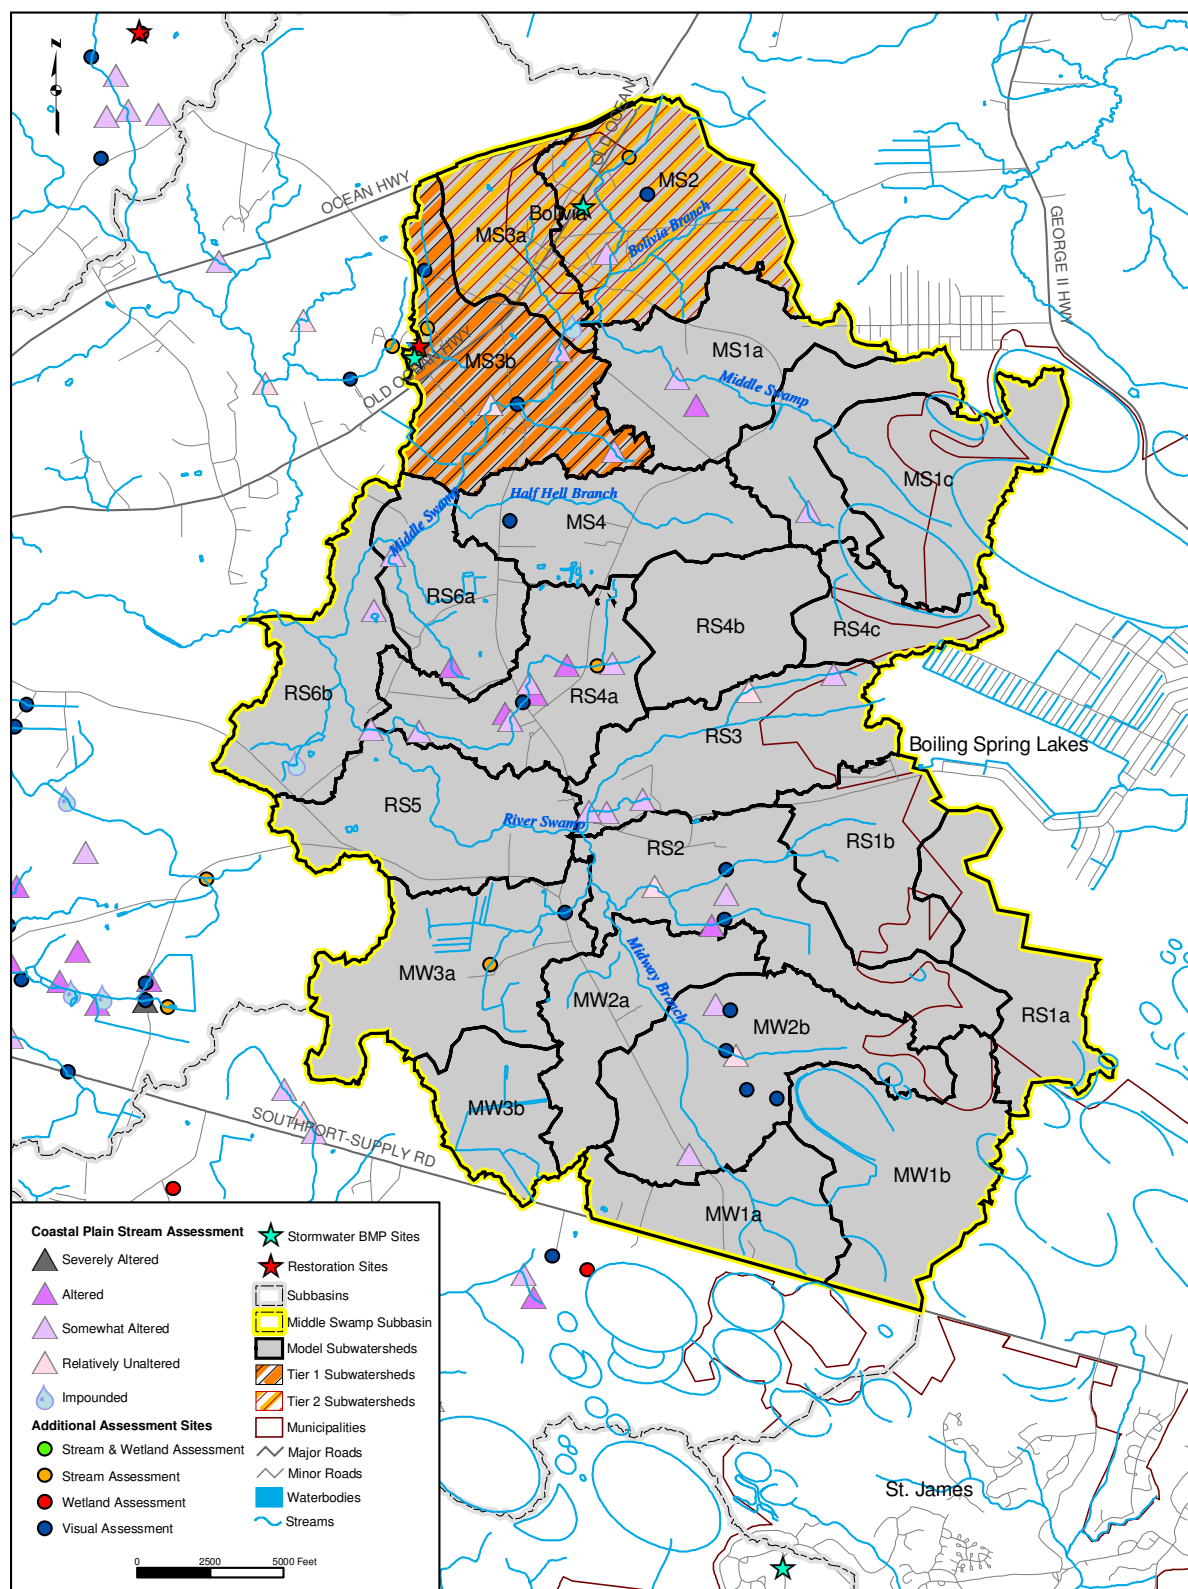 N
OLD OCEAN
OCEAN HWY
MS2
Bolivia
Bolivia Branch
MS3a
GEORGE II HWY
OLD OCEAN HWY
MS3b
MS1a
Middle Swamp
MS1c
Half Hell Branch
MS4
Middle Swamp
RS6a
RS4b
RS4c
RS6b
RS4a
RS3
Boiling Spring Lakes
RS5
River Swamp
RS2
RS1b
MW3a
Midway Branch
MW2a
RS1a
MW2b
MW3b
SOUTHPORT-SUPPLY RD
MW1b
MW1a
St. James
Coastal Plain Stream Assessment
Severely Altered
Altered
Somewhat Altered
Relatively Unaltered
Impounded
Additional Assessment Sites
Stream & Wetland Assessment
Stream Assessment
Wetland Assessment
Visual Assessment
Stormwater BMP Sites
Restoration Sites
Subbasins
Middle Swamp Subbasin
Model Subwatersheds
Tier 1 Subwatersheds
Tier 2 Subwatersheds
Municipalities
Major Roads
Minor Roads
Waterbodies
Streams
0 2500 5000 Feet